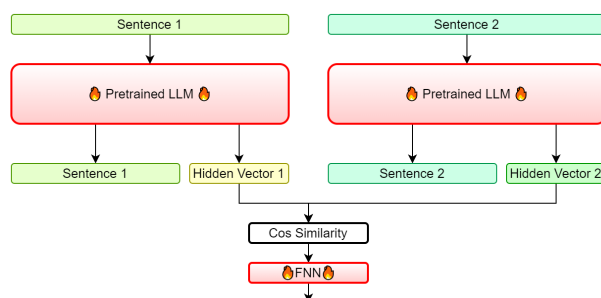 Sentence 1
Sentence 2
Pretrained LLM
Pretrained LLM
Sentence 1
Hidden Vector 1
Sentence 2
Hidden Vector 2
Cos Similarity
FNN